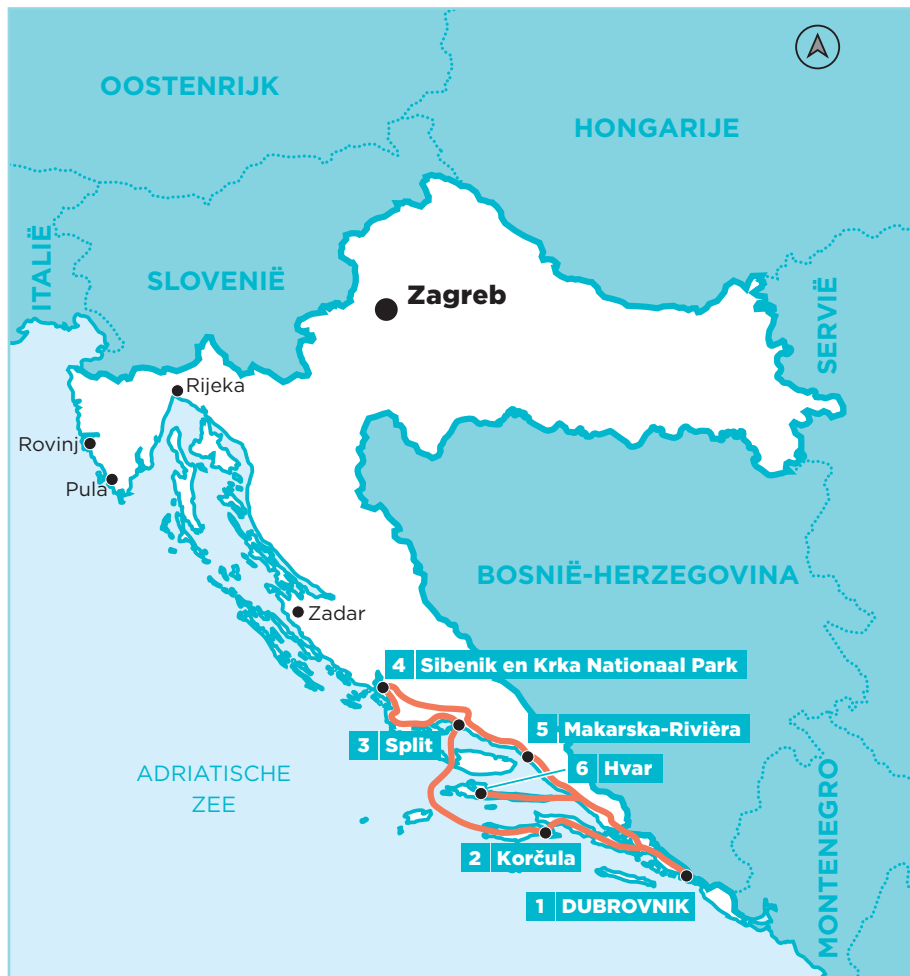 OOSTENRIJK
HONGARIJE
ITALIË
SLOVENIË
SERVIË
Zagreb
Rijeka
Rovinj
Pula
BOSNIË-HERZEGOVINA
Zadar
4 Sibenik en Krka Nationaal Park
5 Makarska-Rivièra
3 Split
6 Hvar
ADRIATISCHE
ZEE
MONTENEGRO
2 Korčula
1 DUBROVNIK